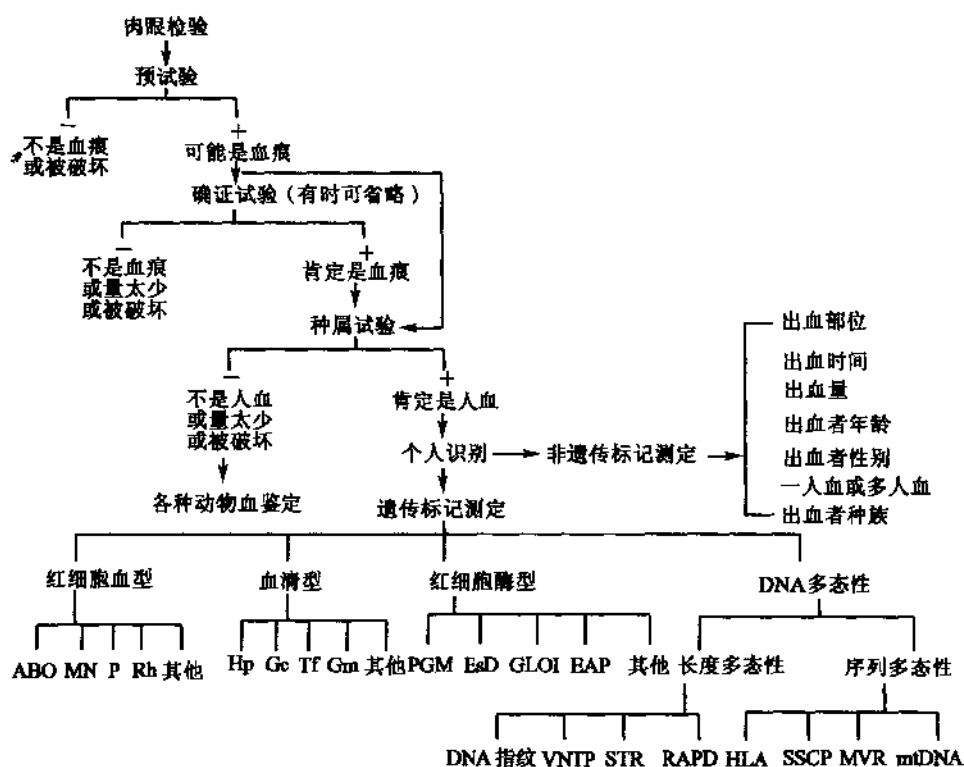 肉眼检验
预试验
—
+
不是血痕
或被破坏
可能是血痕
确证试验（有时可省略）
—
+
不是血痕
或量太少
或被破坏
肯定是血痕
种属试验
出血部位
出血时间
出血量
出血者年龄
出血者性别
一人血或多人血
出血者种族
—
+
不是人血
或量太少
或被破坏
肯定是人血
个人识别
非遗传标记测定
各种动物血鉴定
遗传标记测定
红细胞血型
血清型
红细胞酶型
DNA多态性
ABO MN P Rh 其他
Hp Gc Tf Gm 其他
PGM EsD GLOI EAP 其他
长度多态性
序列多态性
DNA指纹 VNTP STR RAPD
HLA SSCP MVR mtDNA